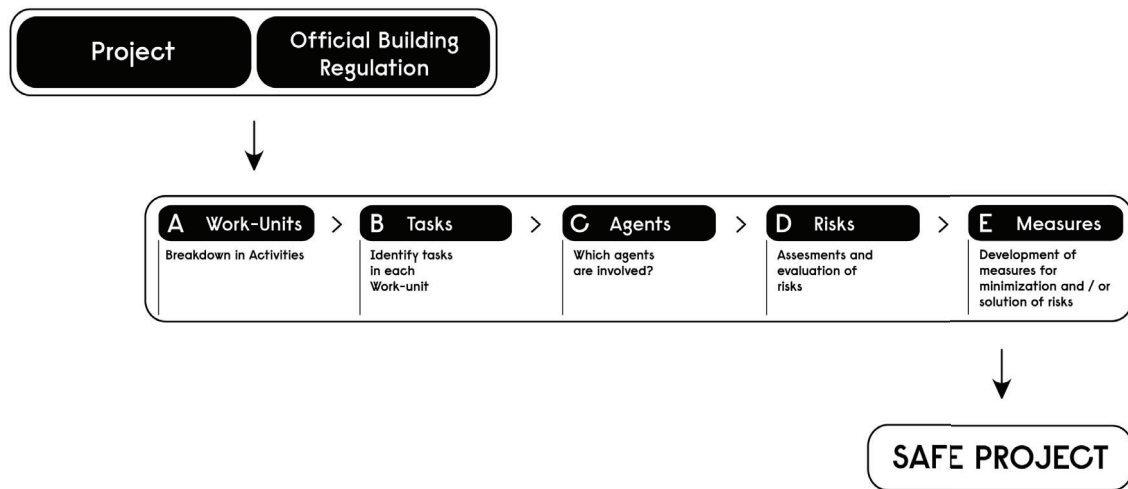 Project
Official Building
Regulation
A Work-Units > B Tasks > C Agents > D Risks > E Measures
Breakdown in Activities
Identify tasks
in each
Work-unit
Which agents
are involved?
Assesments and
evaluation of
risks
Development of
measures for
minimization and / or
solution of risks
SAFE PROJECT